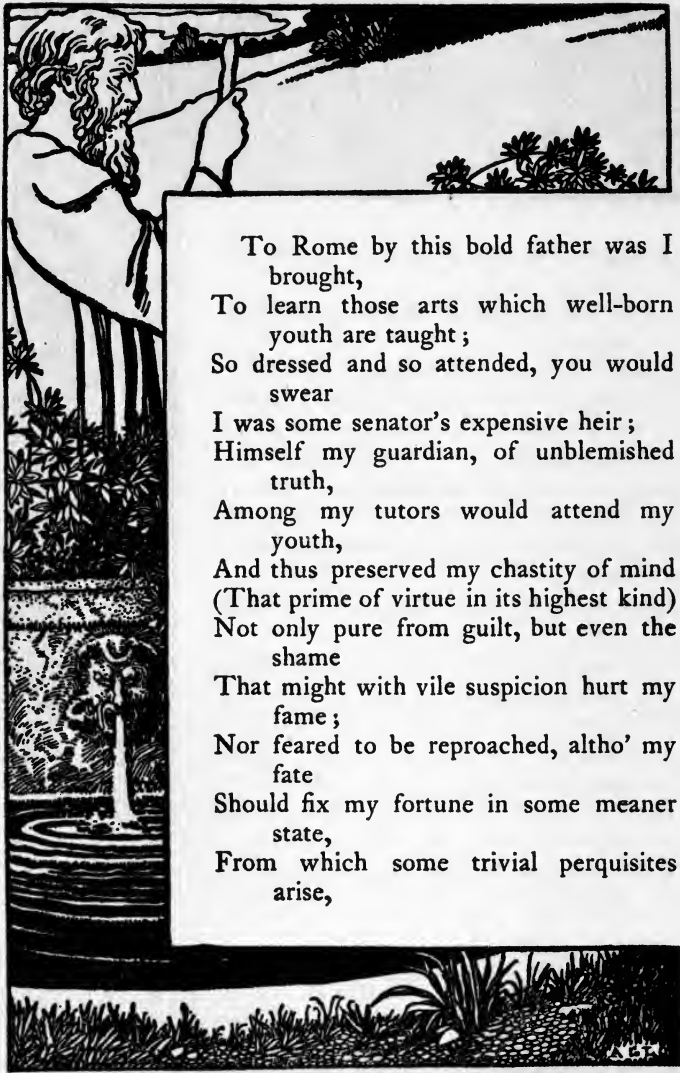 To Rome by this bold father was I
brought,
To learn those arts which well-born
youth are taught ;
So dressed and so attended, you would
swear
I was some senator's expensive heir ;
Himself my guardian, of unblemished
truth,
Among my tutors would attend my
youth,
And thus preserved my chastity of mind
(That prime of virtue in its highest kind)
Not only pure from guilt, but even the
shame
That might with vile suspicion hurt my
fame ;
Nor feared to be reproached, altho' my
fate
Should fix my fortune in some meaner
state,
From which some trivial perquisites
arise,